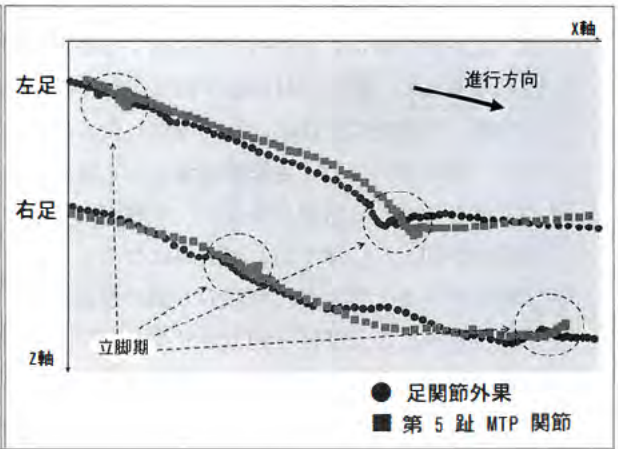 X軸
進行方向
左足
右足
立脚期
Z軸
● 足関節外果
■ 第 5 趾 MTP 関節